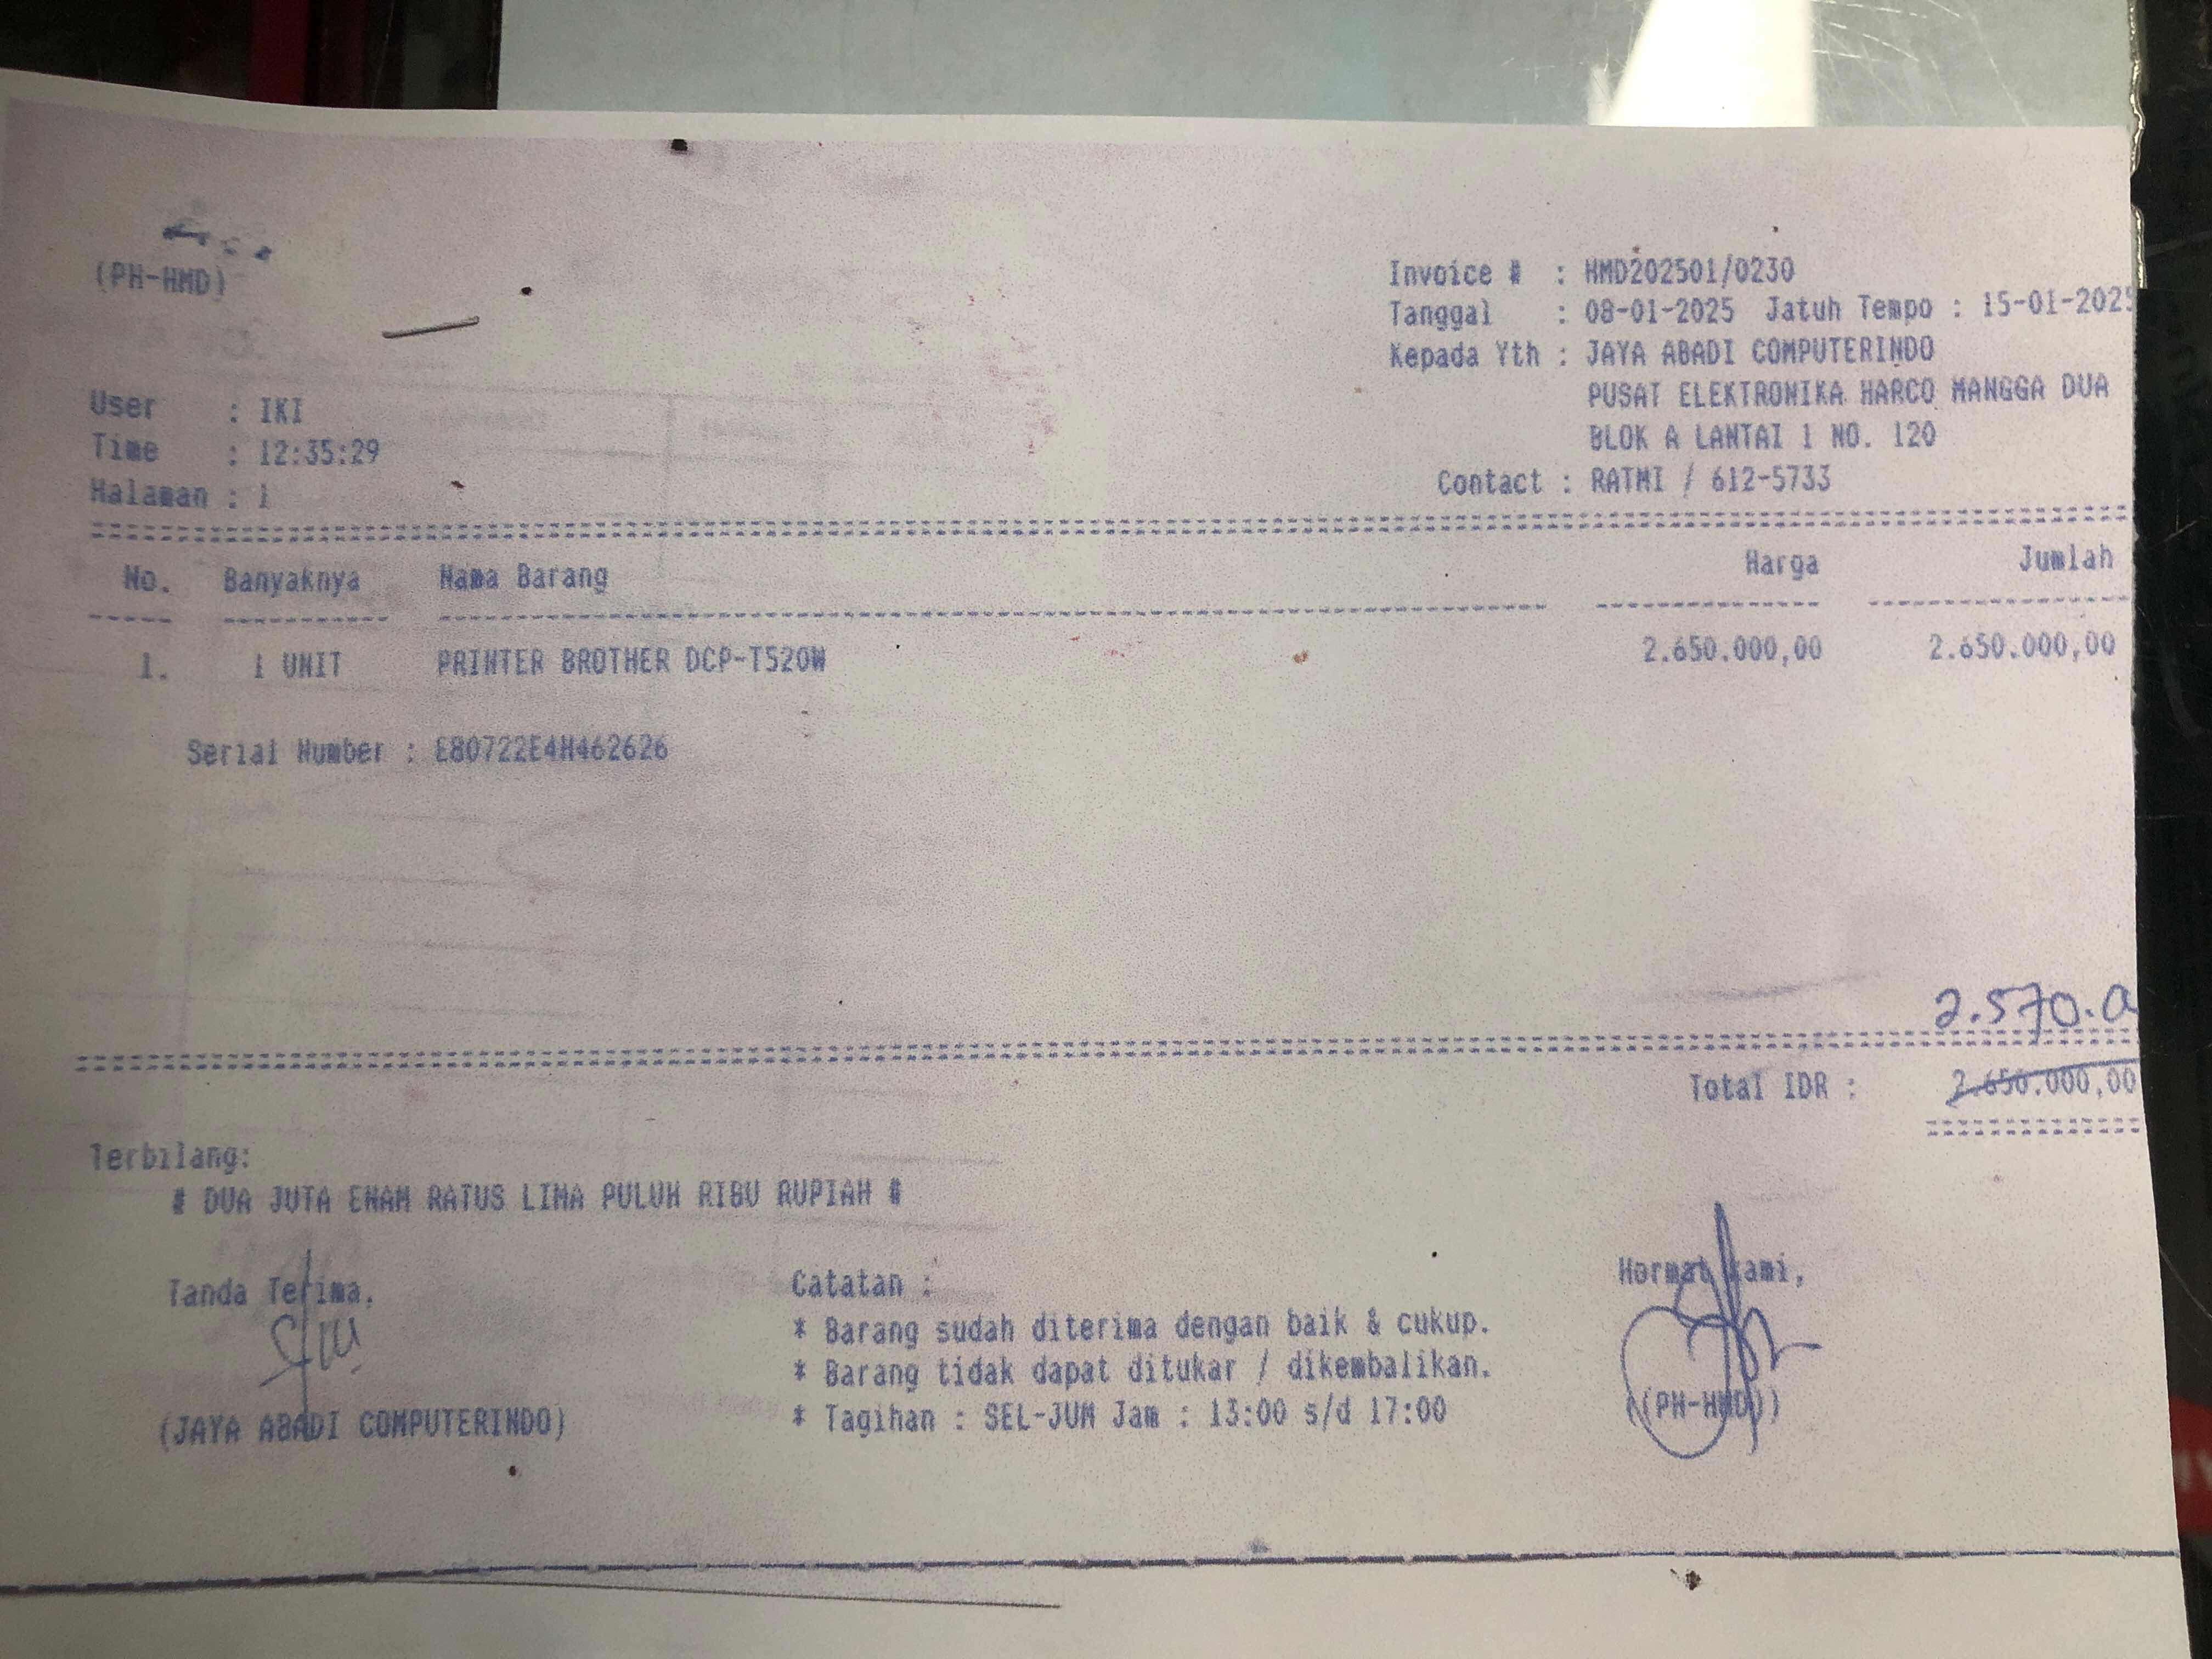 (PH-HMD)
Invoice # : HMD202501/0230
Tanggal : 08-01-2025 Jatuh Tempo : 15-01-2025
Kepada Yth : JAYA ABADI COMPUTERINDO
PUSAT ELEKTRONIKA HARCO MANGGA DUA
BLOK A LANTAI 1 NO. 120
Contact : RATMI / 612-5733
User : IKI
Time : 12:35:29
Halaman : 1
No. Banyaknya Nama Barang Harga Jumlah
1. 1 UNIT PRINTER BROTHER DCP-T520W 2.650.000,00 2.650.000,00
Serial Number : E80722E4H462626
2.570.0
Total IDR : 2.650.000,00
Terbilang:
# DUA JUTA ENAM RATUS LIMA PULUH RIBU RUPIAH #
Tanda Terima,
(JAYA ABADI COMPUTERINDO)
Catatan :
* Barang sudah diterima dengan baik & cukup.
* Barang tidak dapat ditukar / dikembalikan.
* Tagihan : SEL-JUM Jam : 13:00 s/d 17:00
Hormat kami,
((PH-HMD))